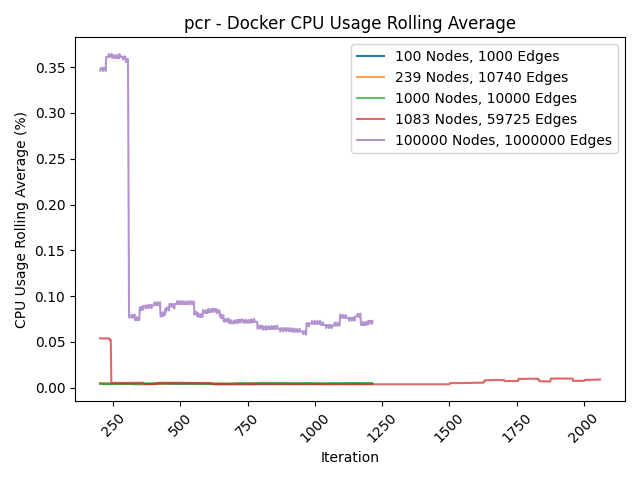 pcr - Docker CPU Usage Rolling Average
100 Nodes, 1000 Edges
239 Nodes, 10740 Edges
1000 Nodes, 10000 Edges
1083 Nodes, 59725 Edges
100000 Nodes, 1000000 Edges
CPU Usage Rolling Average (%)
0.35
0.30
0.25
0.20
0.15
0.10
0.05
0.00
250
500
750
1000
1250
1500
1750
2000
Iteration